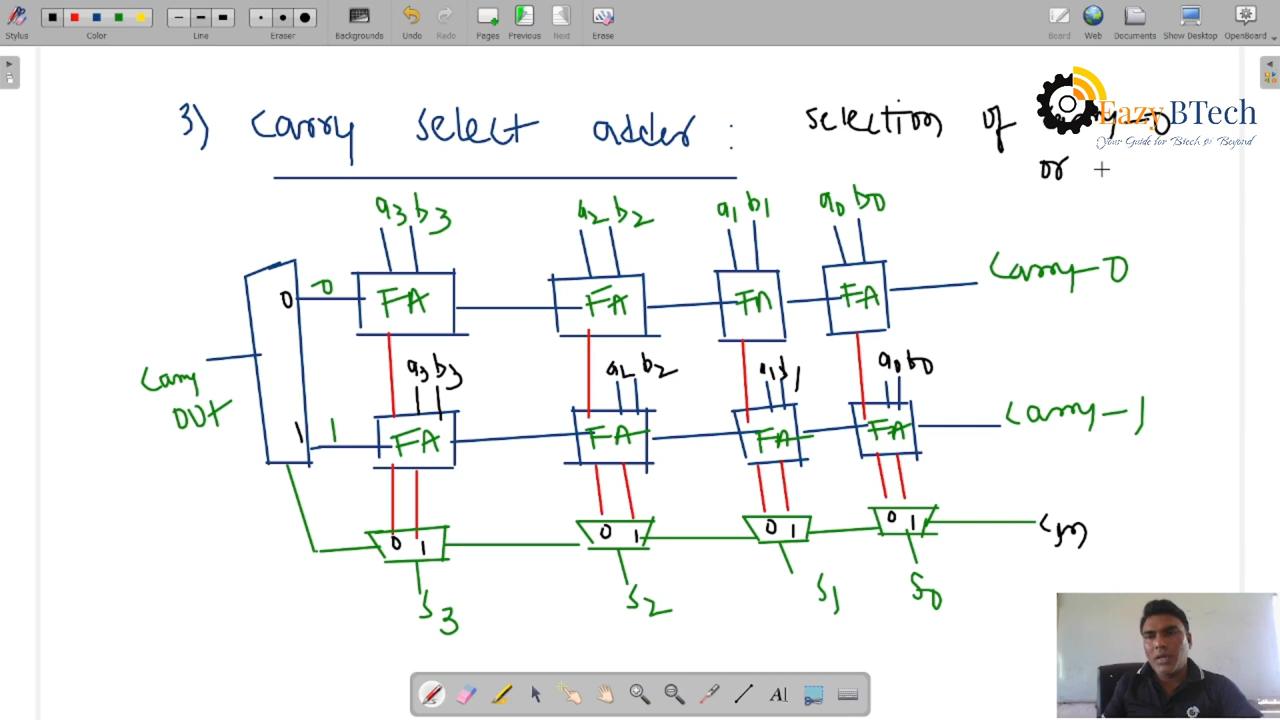 Stylus Color Line Eraser Backgrounds Undo Redo Pages Previous Next Erase Board Web Documents Show Desktop OpenBoard
3) carry select adder : selection of
EazyBTech
Your Guide for Btech & Beyond
or
a3 b3 a2 b2 a1 b1 a0 b0
carry-0
0 0 FA FA FA FA
a3 b3 a2 b2 a1 b1 a0 b0
carry
OUT
carry-1
1 1 FA FA FA FA
0 1 0 1 0 1 0 1 Cin
S3 S2 S1 S0
AI